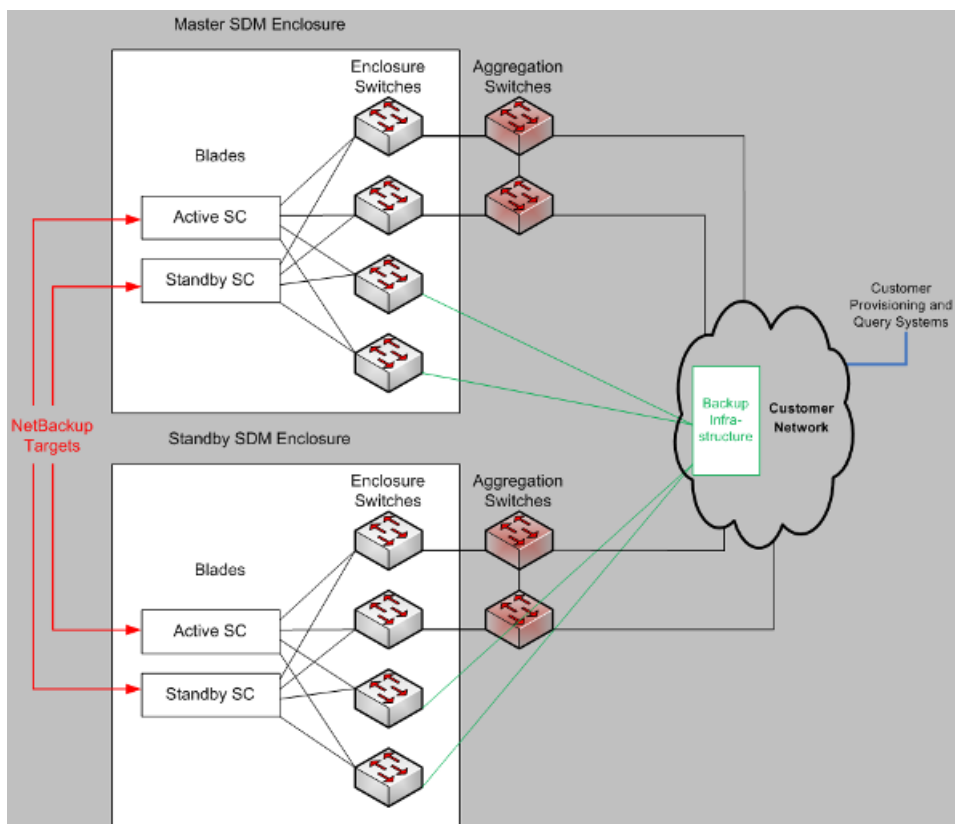 Master SDM Enclosure
Enclosure
Switches
Aggregation
Switches
Blades
Active SC
Standby SC
Customer
Provisioning and
Query Systems
NetBackup
Targets
Backup
Infra-
structure
Customer
Network
Standby SDM Enclosure
Enclosure
Switches
Aggregation
Switches
Blades
Active SC
Standby SC